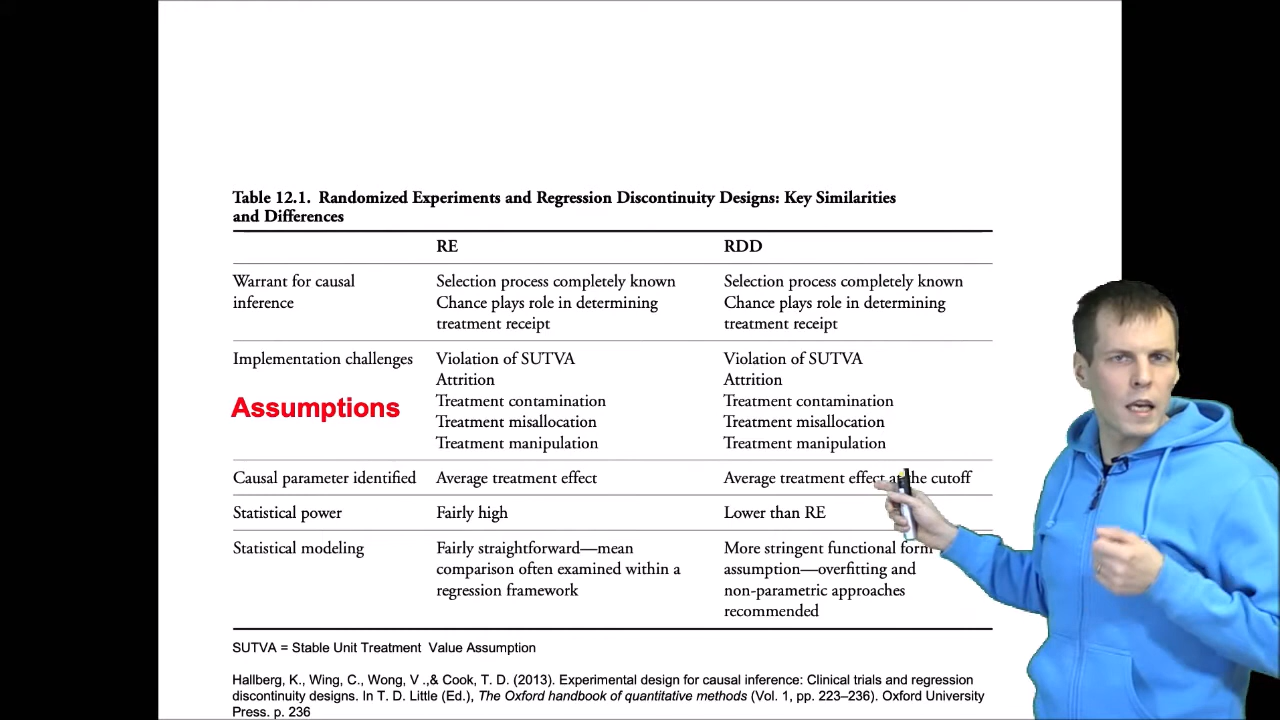 Table 12.1. Randomized Experiments and Regression Discontinuity Designs: Key Similarities
and Differences
RE RDD
Warrant for causal Selection process completely known Selection process completely known
inference Chance plays role in determining Chance plays role in determining
treatment receipt treatment receipt
Implementation challenges Violation of SUTVA Violation of SUTVA
Attrition Attrition
Assumptions Treatment contamination Treatment contamination
Treatment misallocation Treatment misallocation
Treatment manipulation Treatment manipulation
Causal parameter identified Average treatment effect Average treatment effect at the cutoff
Statistical power Fairly high Lower than RE
Statistical modeling Fairly straightforward—mean More stringent functional form
comparison often examined within a assumption—overfitting and
regression framework non-parametric approaches
recommended
SUTVA = Stable Unit Treatment Value Assumption
Hallberg, K., Wing, C., Wong, V .,& Cook, T. D. (2013). Experimental design for causal inference: Clinical trials and regression
discontinuity designs. In T. D. Little (Ed.), The Oxford handbook of quantitative methods (Vol. 1, pp. 223–236). Oxford University
Press. p. 236